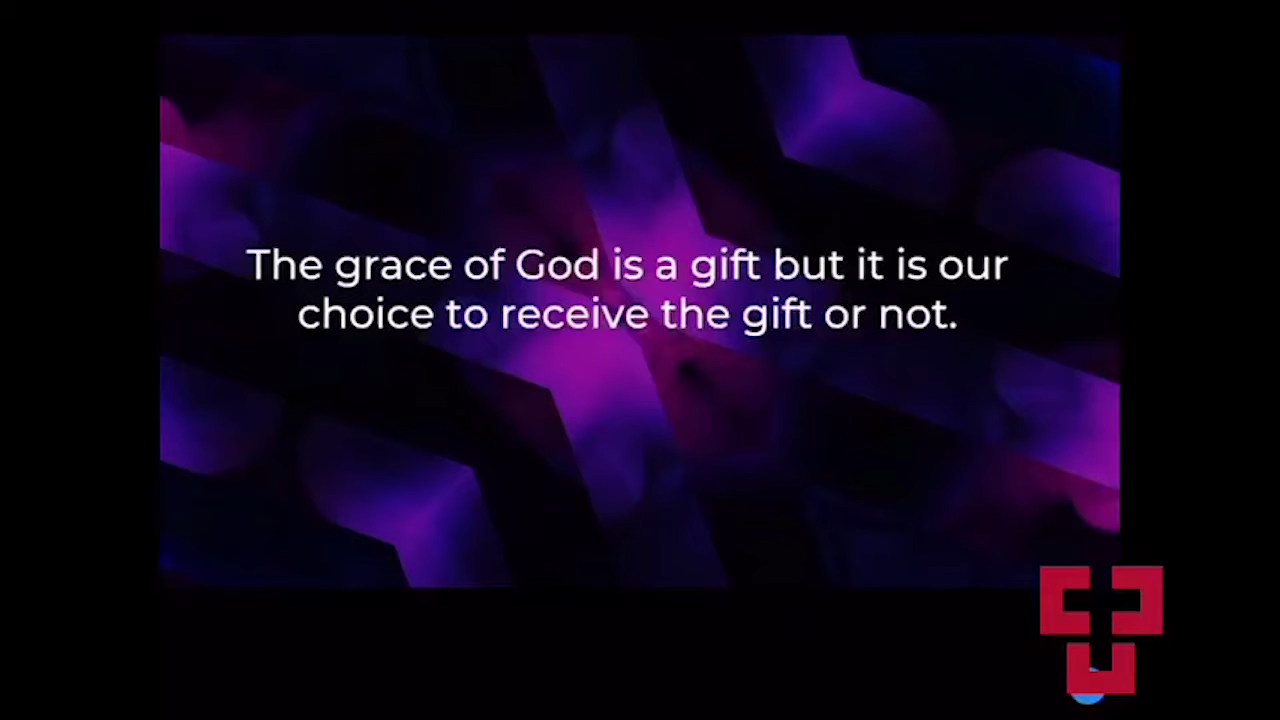 The grace of God is a gift but it is our
choice to receive the gift or not.